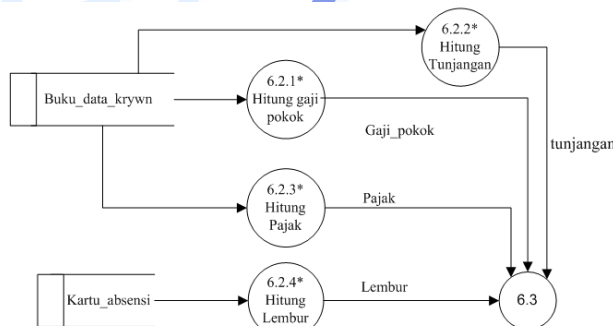 6.2.2*
Hitung
Tunjangan
Buku_data_krywn
6.2.1*
Hitung gaji
pokok
Gaji_pokok
tunjangan
6.2.3*
Hitung
Pajak
Pajak
Kartu_absensi
6.2.4*
Hitung
Lembur
Lembur
6.3